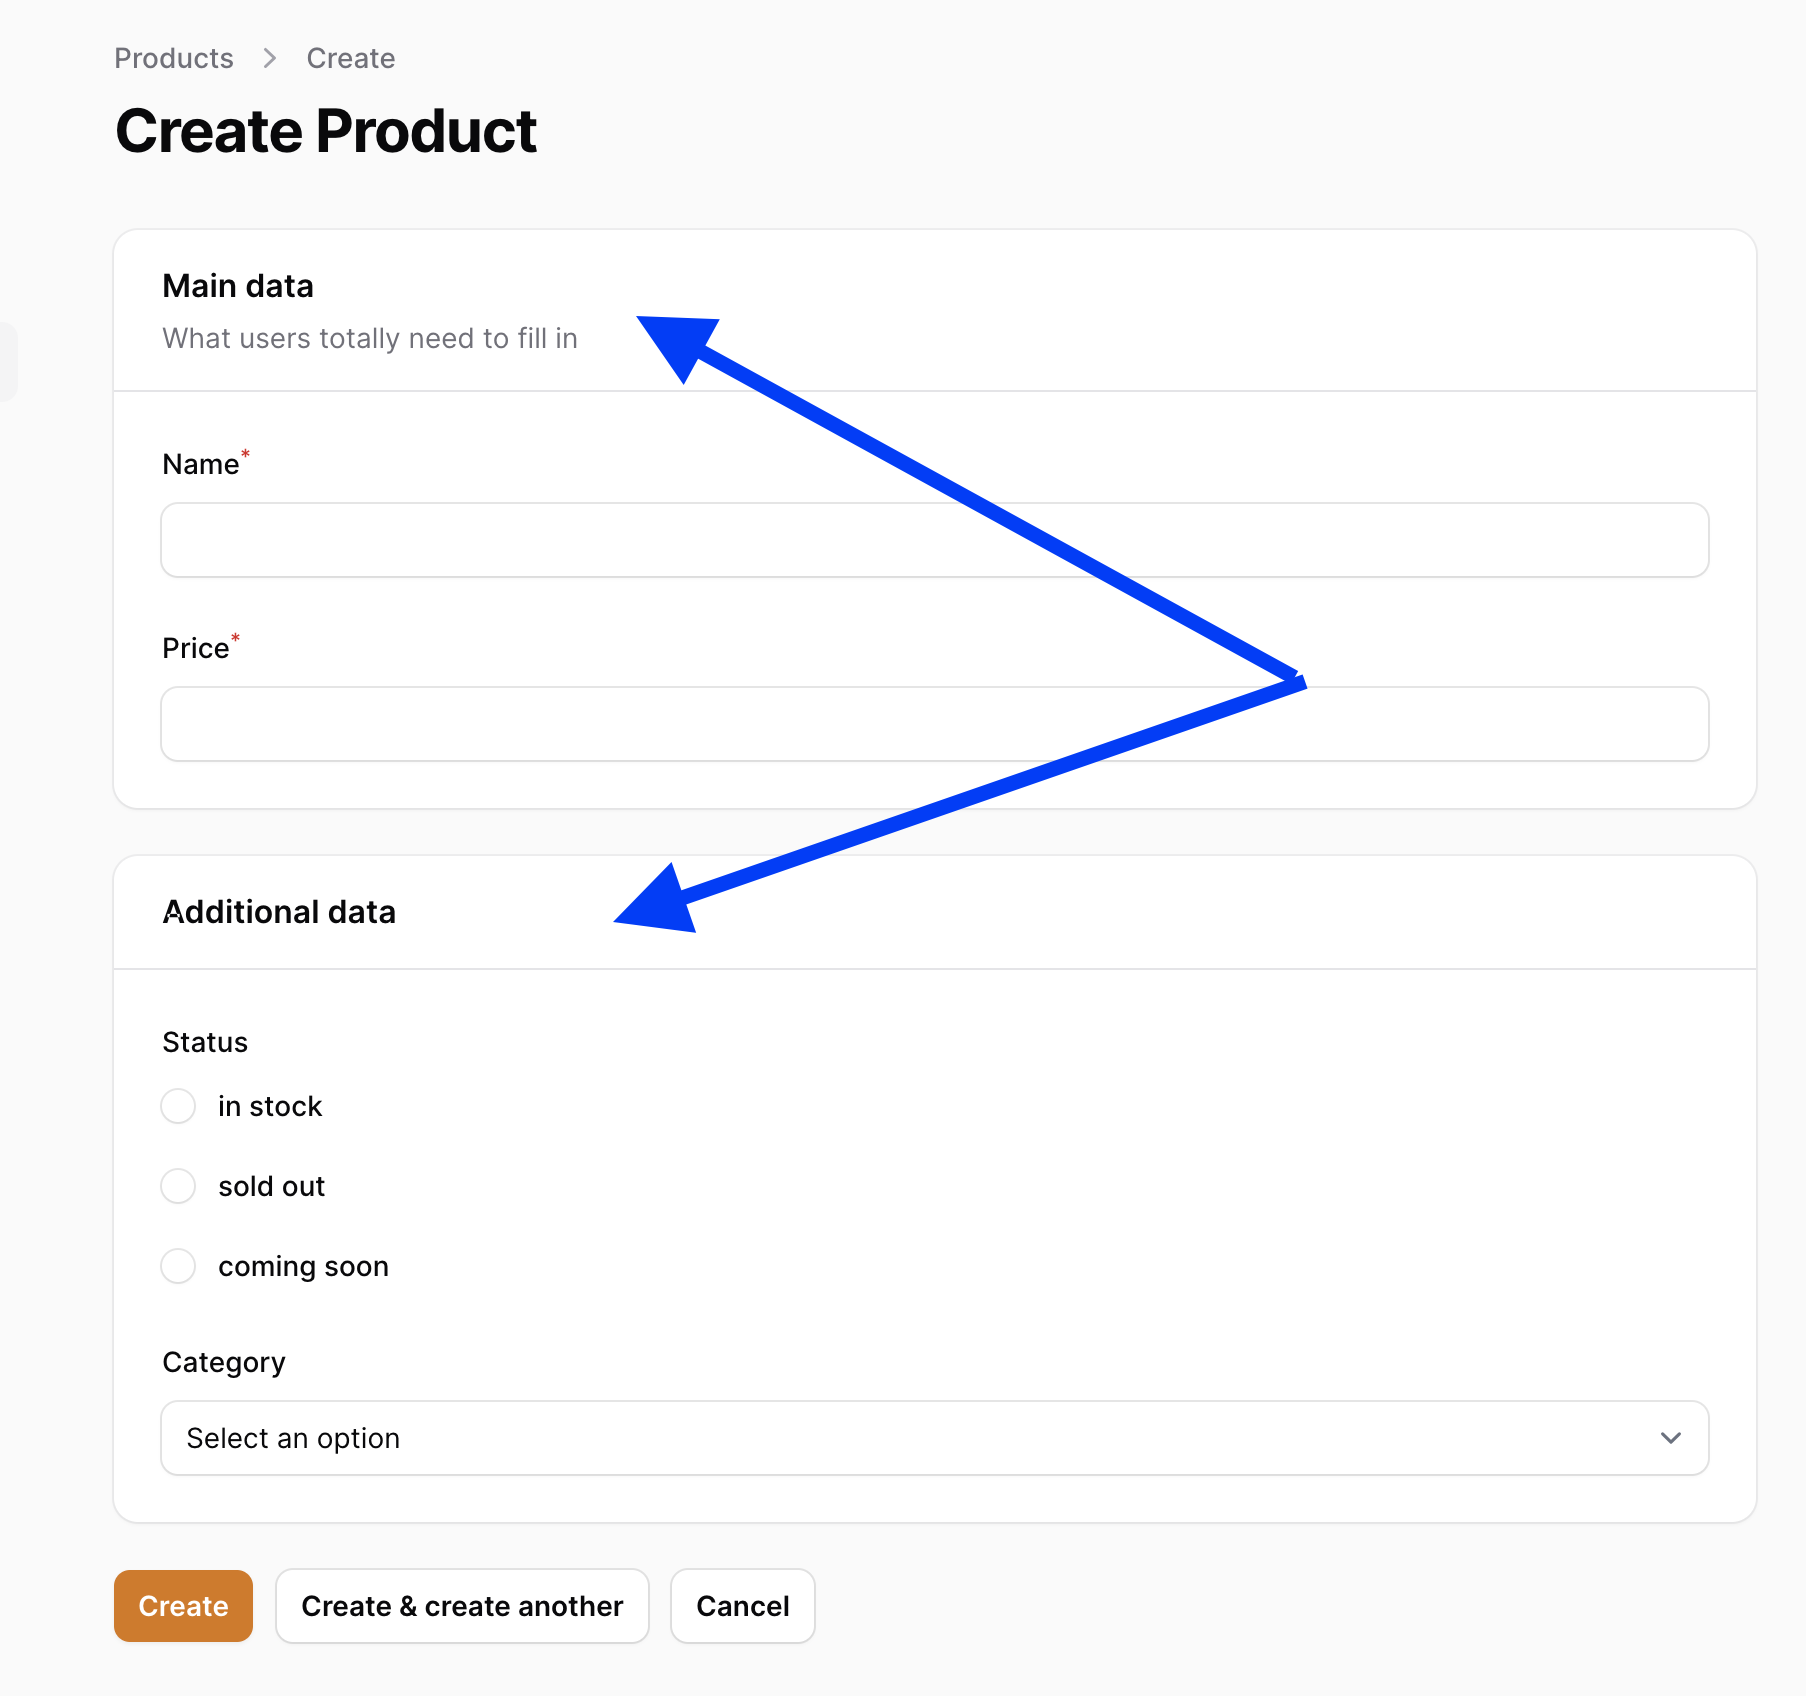 Products > Create
Create Product
Main data
What users totally need to fill in
Name*
Price*
Additional data
Status
in stock
sold out
coming soon
Category
Select an option
Create
Create & create another
Cancel